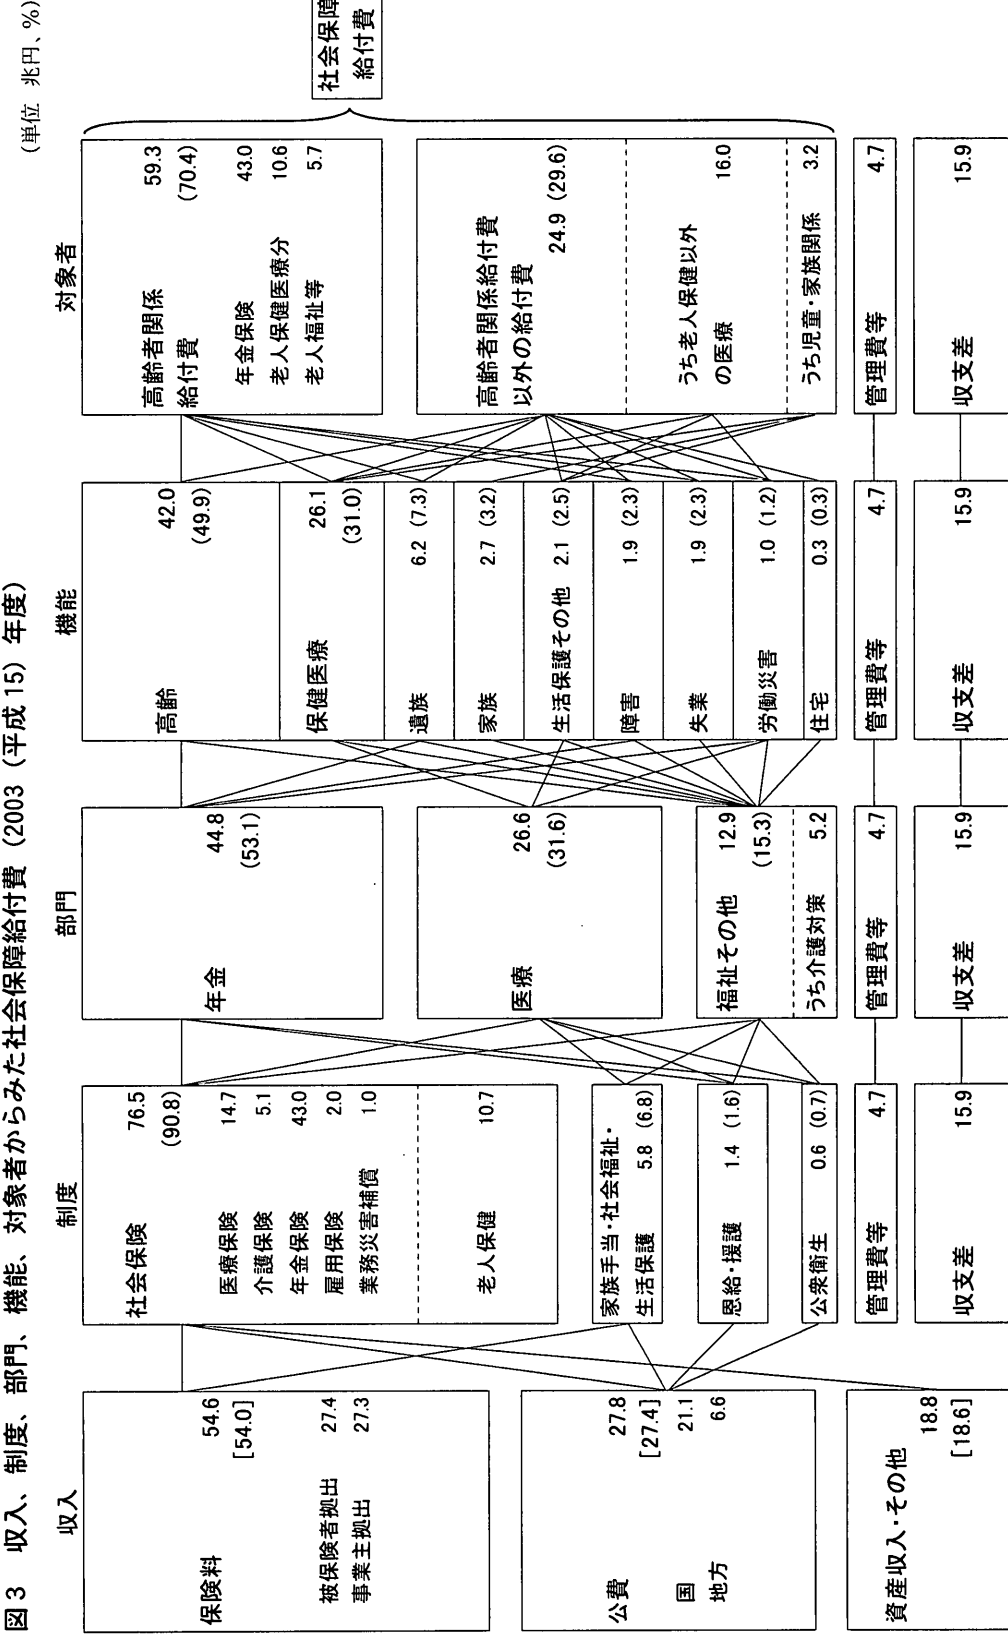 図3 収入、制度、部門、機能、対象者からみた社会保障給付費（2003（平成15）年度）
（単位 兆円、%）
収入
保険料 54.6
[54.0]
被保険者拠出 27.4
事業主拠出 27.3
公費 27.8
[27.4]
国 21.1
地方 6.6
資産収入・その他
18.8
[18.6]
制度
社会保険 76.5
(90.8)
医療保険 14.7
介護保険 5.1
年金保険 43.0
雇用保険 2.0
業務災害補償 1.0
老人保健 10.7
家族手当・社会福祉・
生活保護 5.8 (6.8)
恩給・援護 1.4 (1.6)
公衆衛生 0.6 (0.7)
管理費等 4.7
収支差 15.9
部門
年金 44.8
(53.1)
医療 26.6
(31.6)
福祉その他 12.9
(15.3)
うち介護対策 5.2
管理費等 4.7
収支差 15.9
機能
高齢 42.0
(49.9)
保健医療 26.1
(31.0)
遺族 6.2 (7.3)
家族 2.7 (3.2)
生活保護その他 2.1 (2.5)
障害 1.9 (2.3)
失業 1.9 (2.3)
労働災害 1.0 (1.2)
住宅 0.3 (0.3)
管理費等 4.7
収支差 15.9
対象者
高齢者関係 59.3
給付費 (70.4)
年金保険 43.0
老人保健医療分 10.6
老人福祉等 5.7
高齢者関係給付費
以外の給付費
24.9 (29.6)
うち老人保健以外
の医療 16.0
うち児童・家族関係 3.2
管理費等 4.7
収支差 15.9
社会保障
給付費